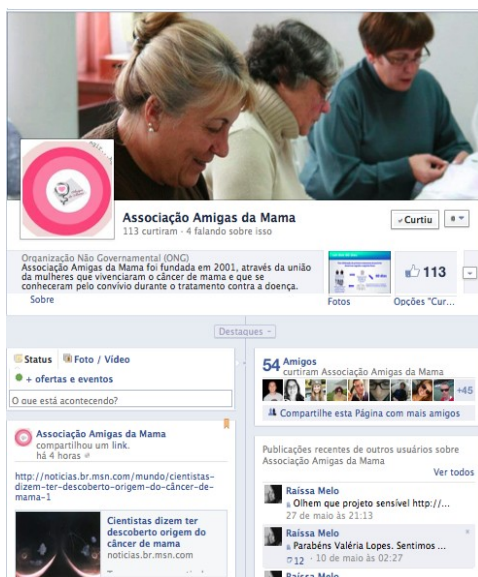 Associação Amigas da Mama
113 curtiram · 4 falando sobre isso
Curtiu
Organização Não Governamental (ONG)
Associação Amigas da Mama foi fundada em 2001, através da união
da mulheres que vivenciaram o câncer de mama e que se
conheceram pelo convívio durante o tratamento contra a doença.
Sobre
113
Fotos
Opções "Cur...
Destaques
Status
Foto / Vídeo
+ ofertas e eventos
O que está acontecendo?
Associação Amigas da Mama
compartilhou um link.
há 4 horas
http://noticias.br.msn.com/mundo/cientistas-
dizem-ter-descoberto-origem-do-câncer-de-
mama-1
Cientistas dizem ter
descoberto origem do
câncer de mama
noticias.br.msn.com
54 Amigos
curtiram Associação Amigas da Mama
+45
Compartilhe esta Página com mais amigos
Publicações recentes de outros usuários sobre
Associação Amigas da Mama
Ver todos
Raíssa Melo
Olhem que projeto sensível http://...
27 de maio às 21:13
Raíssa Melo
Parabéns Valéria Lopes. Sentimos ...
12 · 10 de maio às 02:27
Raíssa Melo